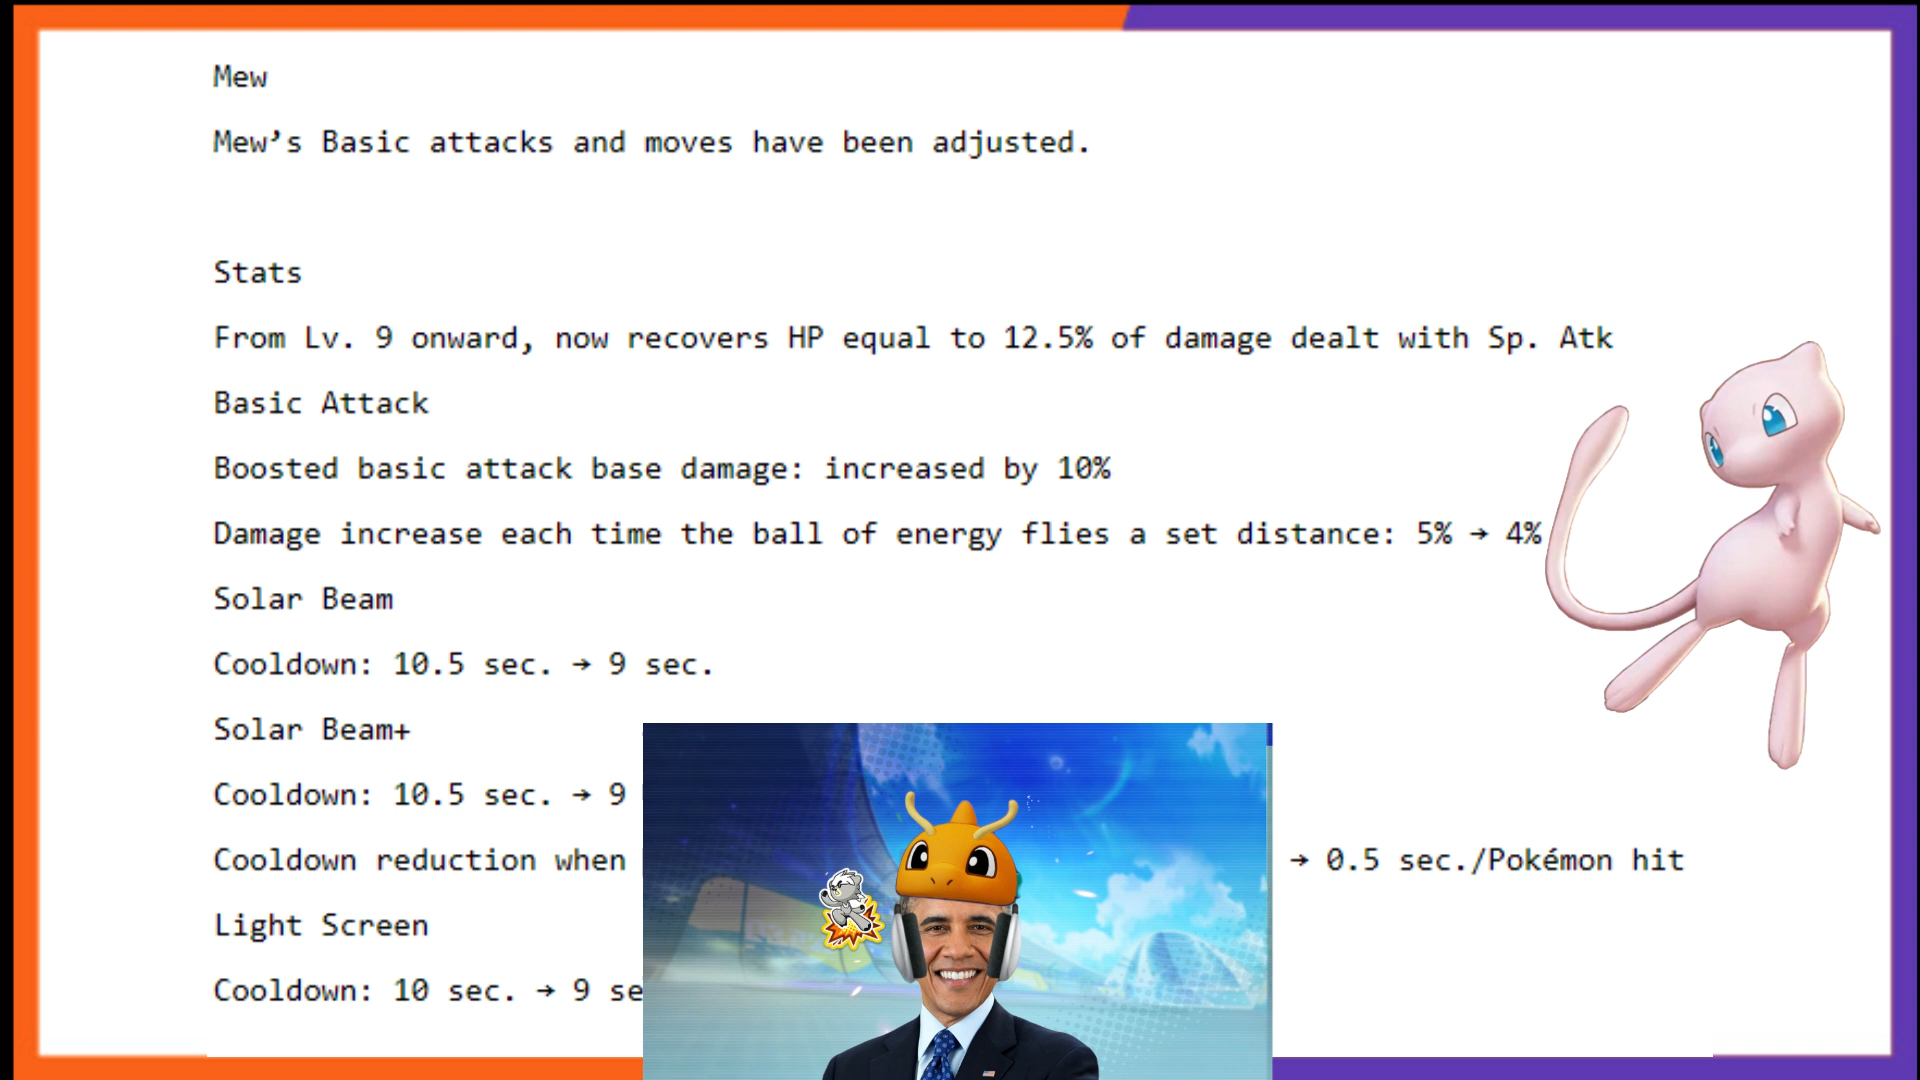 Mew
Mew’s Basic attacks and moves have been adjusted.
Stats
From Lv. 9 onward, now recovers HP equal to 12.5% of damage dealt with Sp. Atk
Basic Attack
Boosted basic attack base damage: increased by 10%
Damage increase each time the ball of energy flies a set distance: 5% → 4%
Solar Beam
Cooldown: 10.5 sec. → 9 sec.
Solar Beam+
Cooldown: 10.5 sec. → 9
Cooldown reduction when → 0.5 sec./Pokémon hit
Light Screen
Cooldown: 10 sec. → 9 se